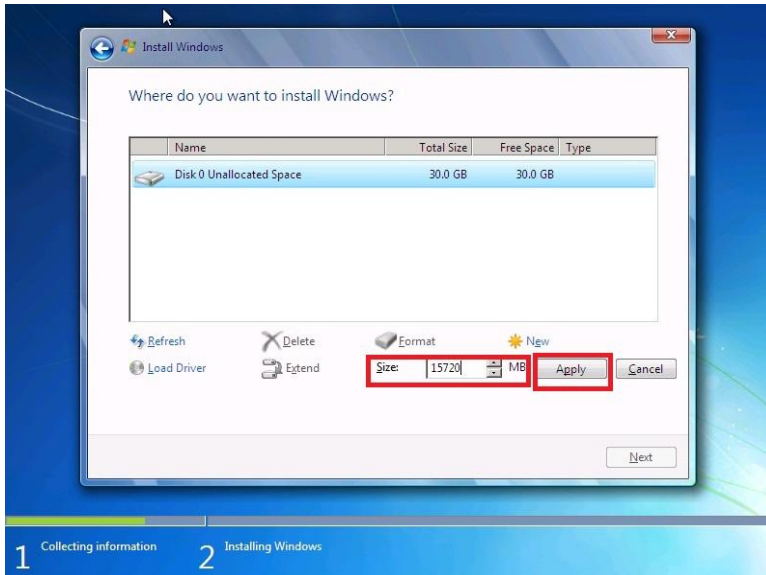 Install Windows
Where do you want to install Windows?
Name Total Size Free Space Type
Disk 0 Unallocated Space 30.0 GB 30.0 GB
Refresh Delete Format New
Load Driver Extend Size: 15720 MB Apply Cancel
Next
1 Collecting information 2 Installing Windows